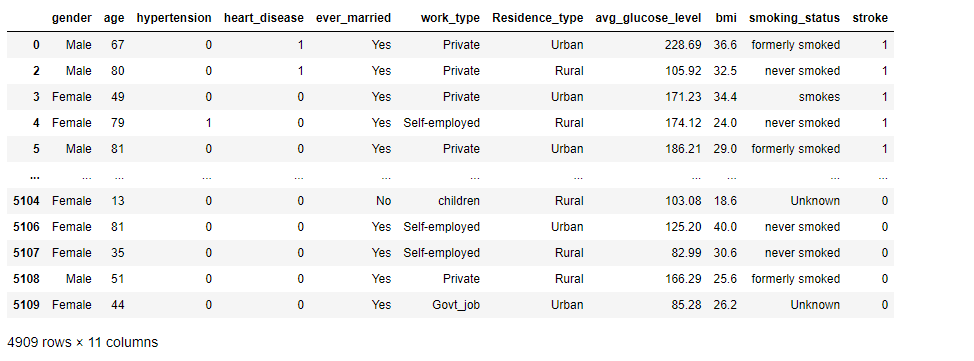 gender age hypertension heart_disease ever_married work_type Residence_type avg_glucose_level bmi smoking_status stroke
0 Male 67 0 1 Yes Private Urban 228.69 36.6 formerly smoked 1
2 Male 80 0 1 Yes Private Rural 105.92 32.5 never smoked 1
3 Female 49 0 0 Yes Private Urban 171.23 34.4 smokes 1
4 Female 79 1 0 Yes Self-employed Rural 174.12 24.0 never smoked 1
5 Male 81 0 0 Yes Private Urban 186.21 29.0 formerly smoked 1
... ... ... ... ... ... ... ... ... ... ... ...
5104 Female 13 0 0 No children Rural 103.08 18.6 Unknown 0
5106 Female 81 0 0 Yes Self-employed Urban 125.20 40.0 never smoked 0
5107 Female 35 0 0 Yes Self-employed Rural 82.99 30.6 never smoked 0
5108 Male 51 0 0 Yes Private Rural 166.29 25.6 formerly smoked 0
5109 Female 44 0 0 Yes Govt_job Urban 85.28 26.2 Unknown 0
4909 rows × 11 columns